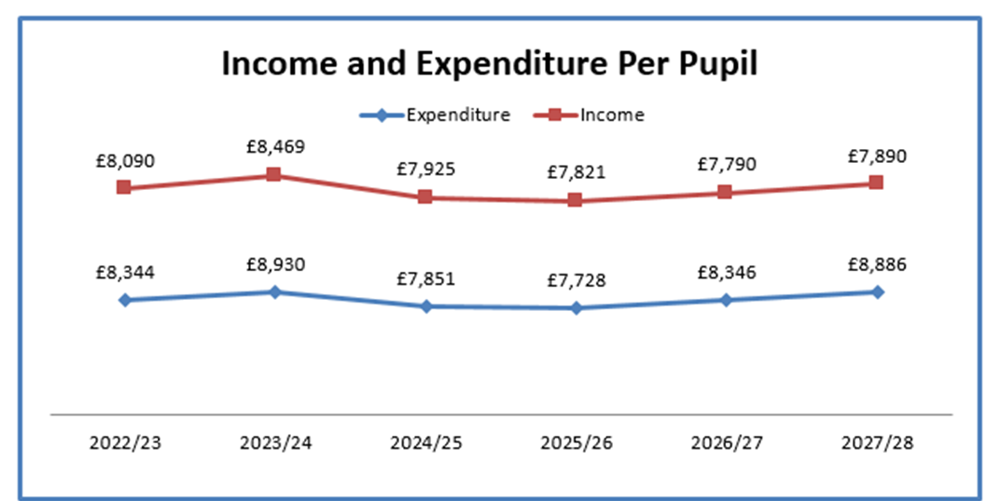 Income and Expenditure Per Pupil
Expenditure Income
£8,090 £8,469 £7,925 £7,821 £7,790 £7,890
£8,344 £8,930 £7,851 £7,728 £8,346 £8,886
2022/23 2023/24 2024/25 2025/26 2026/27 2027/28